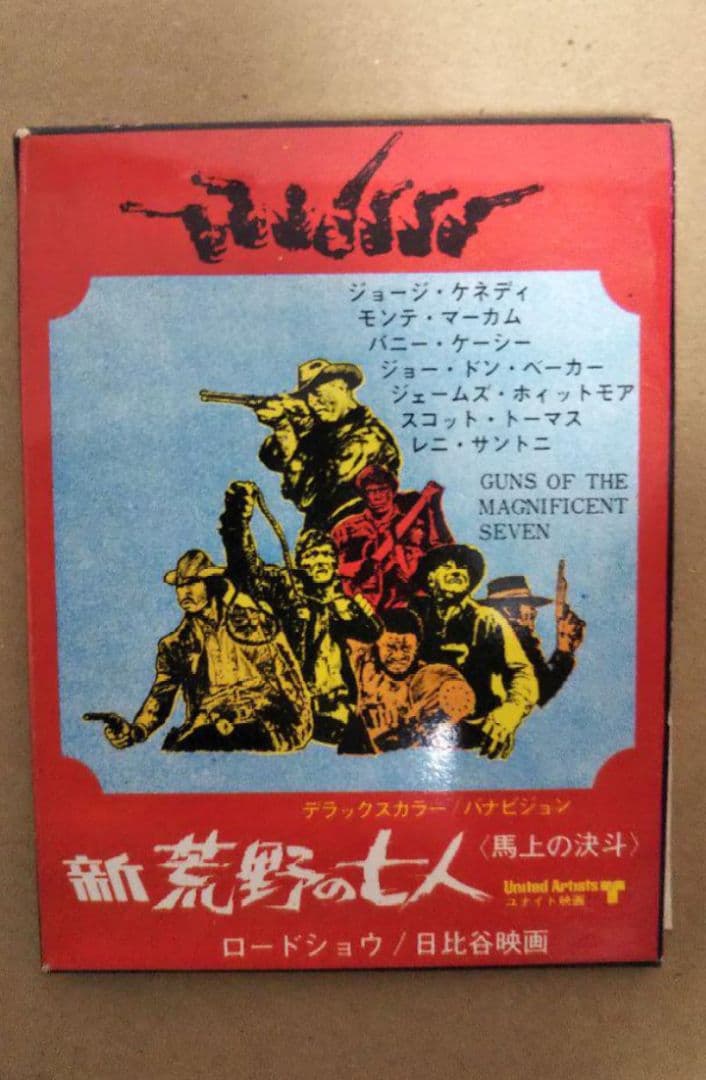 ジョージ・ケネディ
モンテ・マーカム
バニー・ケーシー
ジョー・ドン・ベーカー
ジェームズ・ホィットモア
スコット・トーマス
レニ・サントニ
GUNS OF THE
MAGNIFICENT
SEVEN
デラックスカラー/パナビジョン
新 荒野の七人 〈馬上の決斗〉
United Artists T
ユナイト映画
ロードショウ/日比谷映画